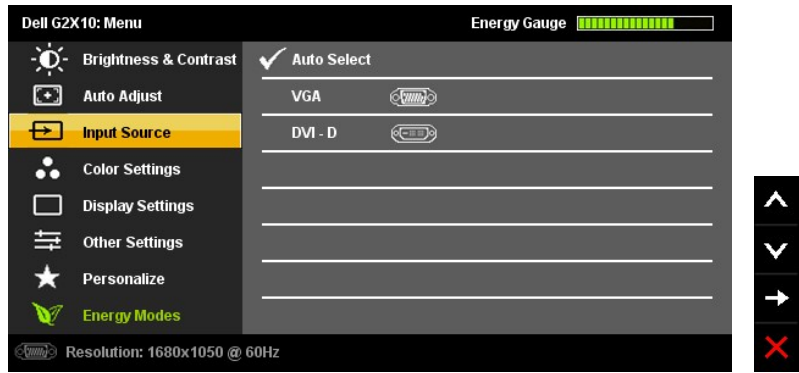 Dell G2X10: Menu Energy Gauge
Brightness & Contrast Auto Select
Auto Adjust VGA
Input Source DVI - D
Color Settings
Display Settings
Other Settings
Personalize
Energy Modes
Resolution: 1680x1050 @ 60Hz